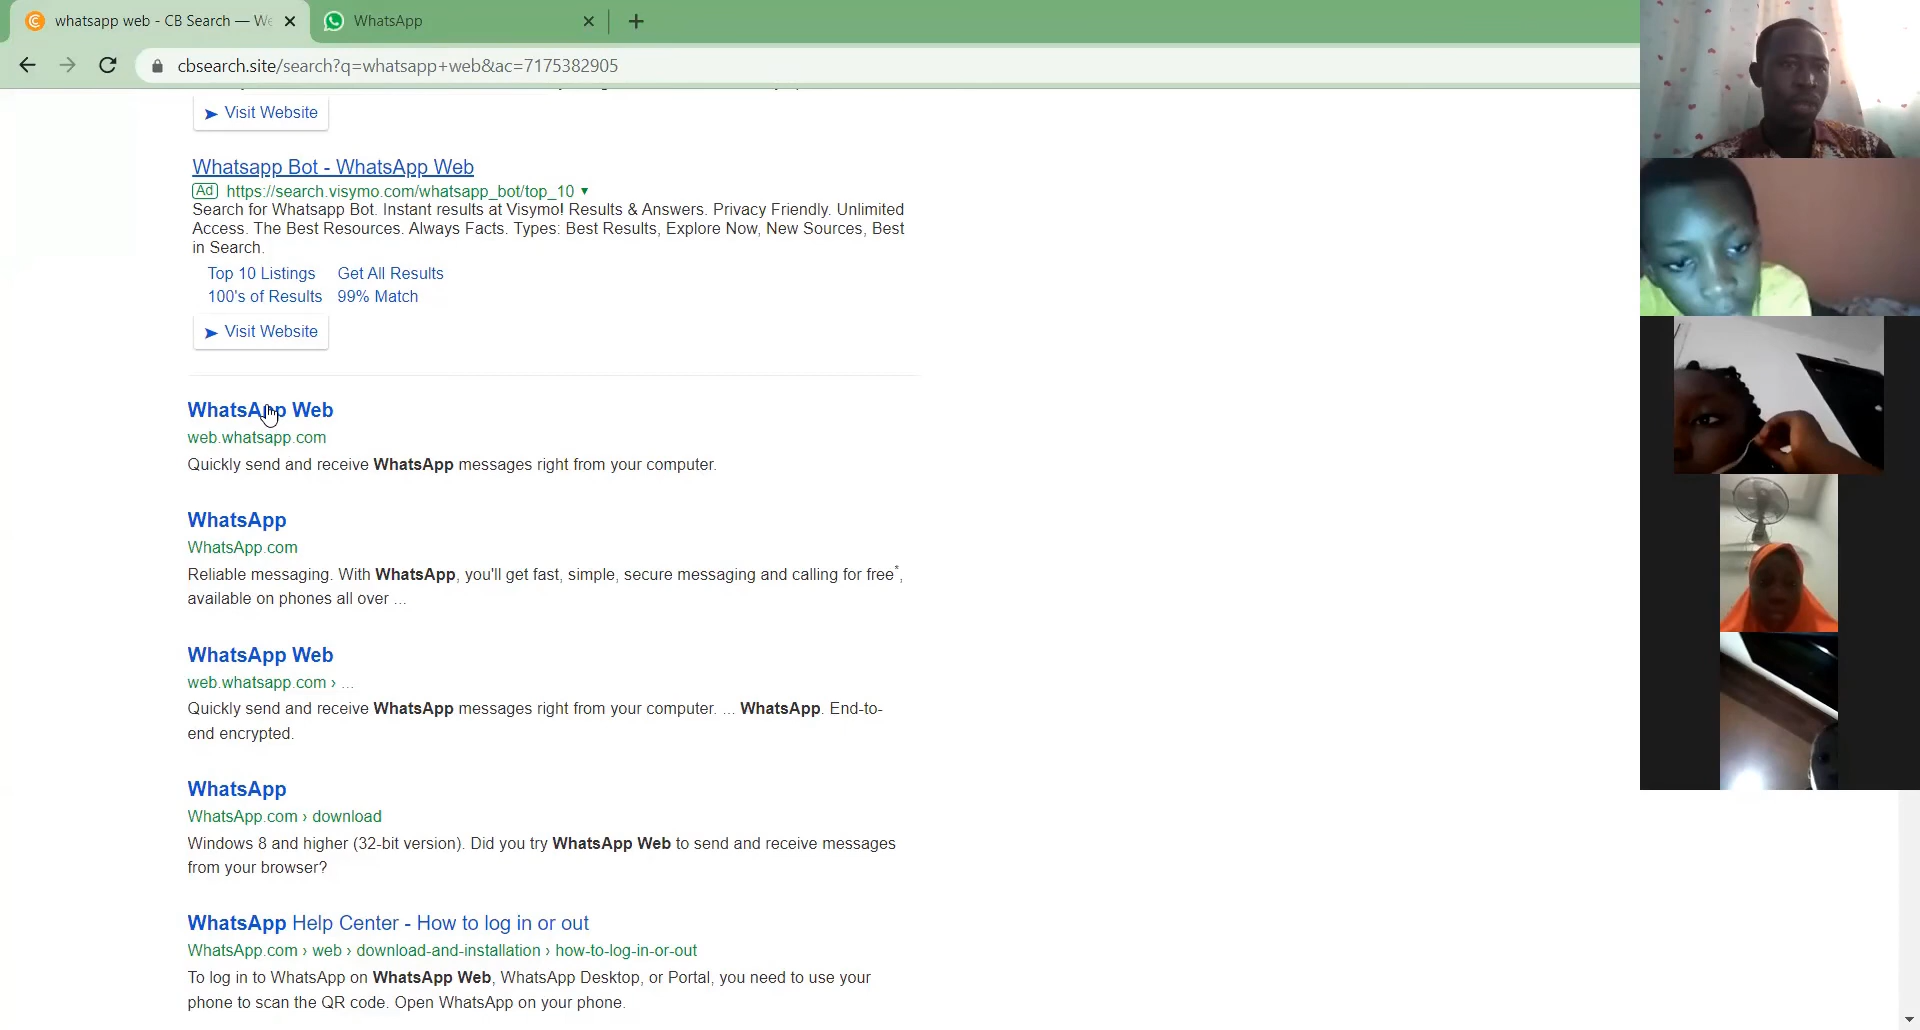 whatsapp web - CB Search — We
WhatsApp
cbsearch.site/search?q=whatsapp+web&ac=7175382905
Visit Website
Whatsapp Bot - WhatsApp Web
Ad https://search.visymo.com/whatsapp_bot/top_10
Search for Whatsapp Bot. Instant results at Visymo! Results & Answers. Privacy Friendly. Unlimited
Access. The Best Resources. Always Facts. Types: Best Results, Explore Now, New Sources, Best
in Search.
Top 10 Listings Get All Results
100's of Results 99% Match
Visit Website
WhatsApp Web
web.whatsapp.com
Quickly send and receive WhatsApp messages right from your computer.
WhatsApp
WhatsApp.com
Reliable messaging. With WhatsApp, you'll get fast, simple, secure messaging and calling for free*,
available on phones all over ...
WhatsApp Web
web.whatsapp.com › ...
Quickly send and receive WhatsApp messages right from your computer. ... WhatsApp. End-to-
end encrypted.
WhatsApp
WhatsApp.com › download
Windows 8 and higher (32-bit version). Did you try WhatsApp Web to send and receive messages
from your browser?
WhatsApp Help Center - How to log in or out
WhatsApp.com › web › download-and-installation › how-to-log-in-or-out
To log in to WhatsApp on WhatsApp Web, WhatsApp Desktop, or Portal, you need to use your
phone to scan the QR code. Open WhatsApp on your phone.